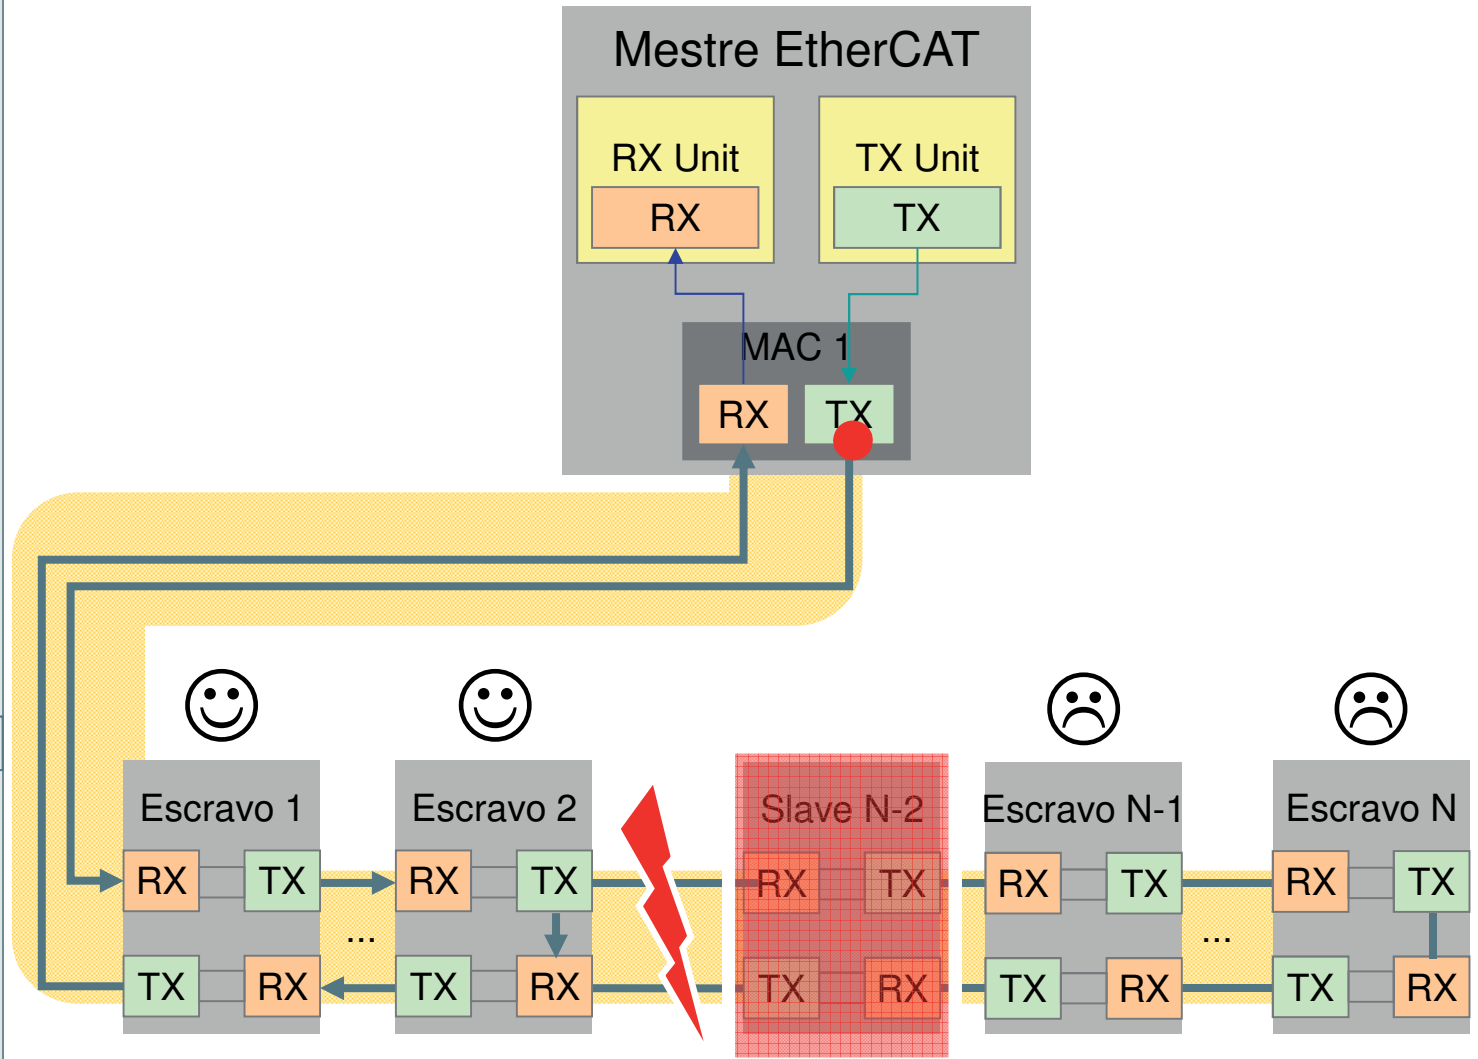 Mestre EtherCAT
RX Unit
TX Unit
RX
TX
MAC 1
RX
TX
Escravo 1
Escravo 2
Slave N-2
Escravo N-1
Escravo N
RX
TX
RX
TX
RX
TX
RX
TX
RX
TX
...
...
TX
RX
TX
RX
TX
RX
TX
RX
TX
RX